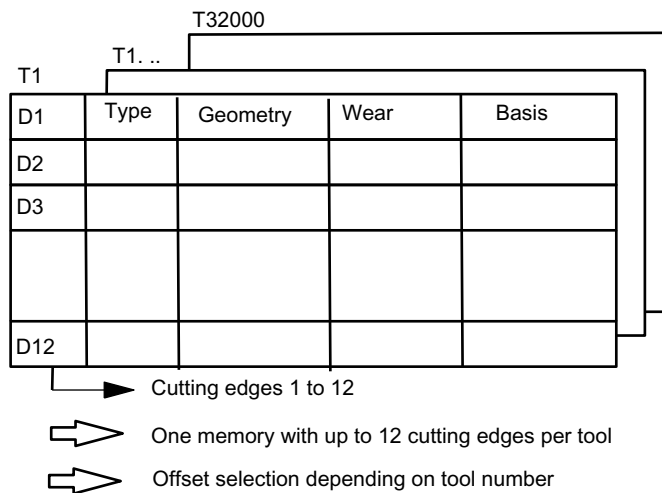 T32000
T1. ..
T1
D1 Type Geometry Wear Basis
D2
D3
D12
Cutting edges 1 to 12
One memory with up to 12 cutting edges per tool
Offset selection depending on tool number